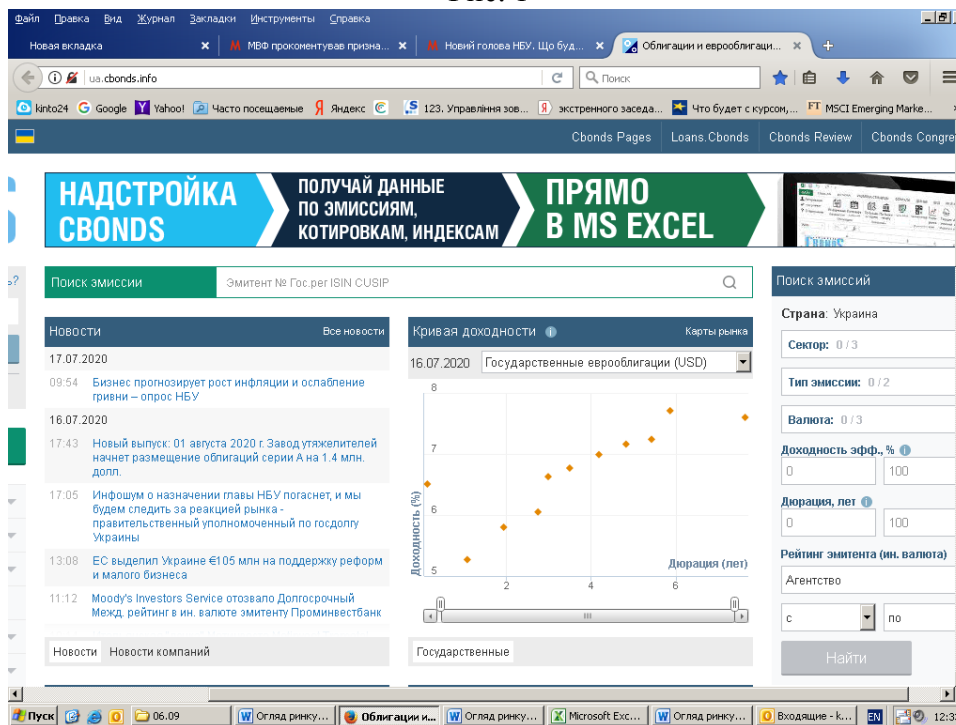 Файл Правка Вид Журнал Закладки Инструменты Справка
Новая вкладка
МВФ прокоментував призна...
Новий голова НБУ. Що буд...
Облигации и еврооблигаци...
ua.cbonds.info
Поиск
kinto24 Google Yahoo! Часто посещаемые Яндекс 123. Управління зов... экстренного заседа... Что будет с курсом,... FT MSCI Emerging Marke...
Cbonds Pages Loans.Cbonds Cbonds Review Cbonds Congre
НАДСТРОЙКА
CBONDS
ПОЛУЧАЙ ДАННЫЕ
ПО ЭМИССИЯМ,
КОТИРОВКАМ, ИНДЕКСАМ
ПРЯМО
В MS EXCEL
Поиск эмиссии
Эмитент № Гос.рег ISIN CUSIP
Новости
Все новости
17.07.2020
09:54 Бизнес прогнозирует рост инфляции и ослабление
гривни – опрос НБУ
16.07.2020
17:43 Новый выпуск: 01 августа 2020 г. Завод утяжелителей
начнет размещение облигаций серии А на 1.4 млн.
долл.
17:05 Инфошум о назначении главы НБУ погаснет, и мы
будем следить за реакцией рынка -
правительственный уполномоченный по госдолгу
Украины
13:08 ЕС выделил Украине €105 млн на поддержку реформ
и малого бизнеса
11:12 Moody's Investors Service отозвало Долгосрочный
Межд. рейтинг в ин. валюте эмитенту Проминвестбанк
Новости Новости компаний
Кривая доходности
Карты рынка
16.07.2020 Государственные еврооблигации (USD)
8
7
6
5
Доходность (%)
Дюрация (лет)
2 4 6
Государственные
Поиск эмиссий
Страна: Украина
Сектор: 0 / 3
Тип эмиссии: 0 / 2
Валюта: 0 / 3
Доходность эфф., %
0 100
Дюрация, лет
0 100
Рейтинг эмитента (ин. валюта)
Агентство
с по
Найти
Пуск 06.09 Огляд ринку... Облигации и... Огляд ринку... Microsoft Exc... Огляд ринку... Входящие - k... EN 12:3